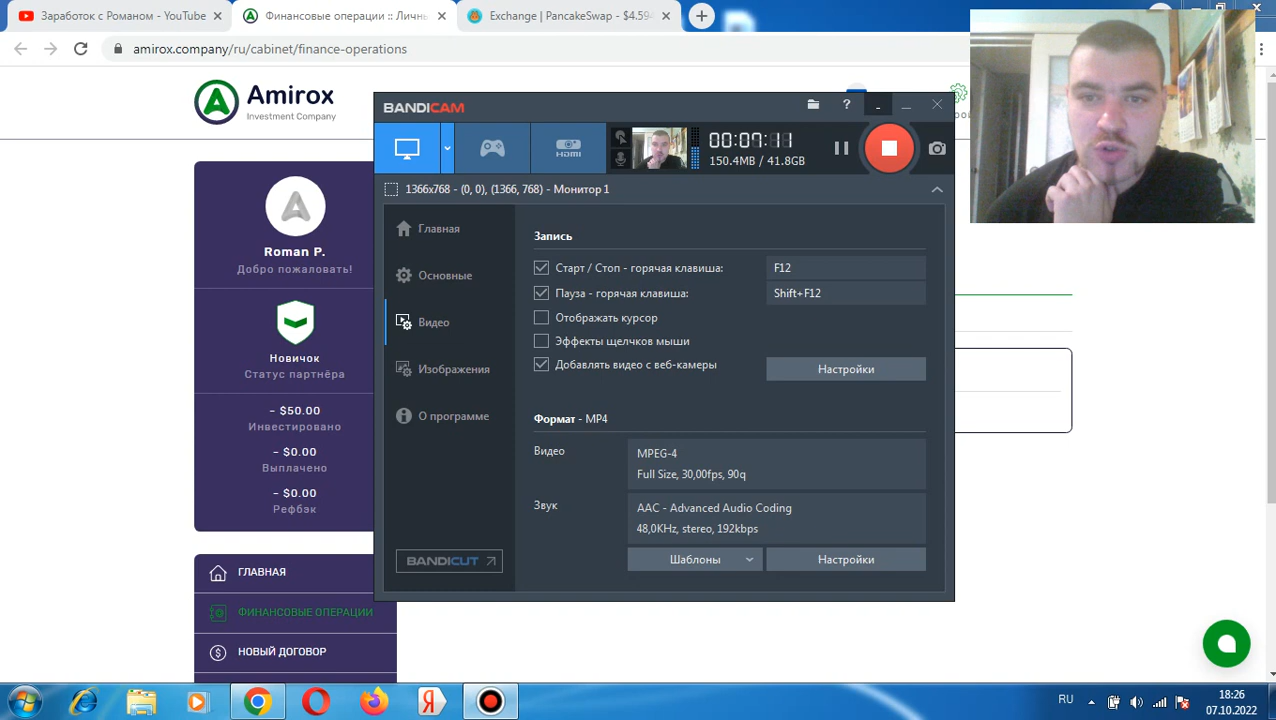 Заработок с Романом - YouTube
Финансовые операции :: Личн
Exchange | PancakeSwap - $4.594
amirox.company/ru/cabinet/finance-operations
Amirox
Investment Company
Roman P.
Добро пожаловать!
Новичок
Статус партнёра
~ $50.00
Инвестировано
~ $0.00
Выплачено
~ $0.00
Рефбэк
ГЛАВНАЯ
ФИНАНСОВЫЕ ОПЕРАЦИИ
НОВЫЙ ДОГОВОР
BANDICAM
HDMI
00:07:11
150.4MB / 41.8GB
1366x768 - (0, 0), (1366, 768) - Монитор 1
Главная
Основные
Видео
Изображения
О программе
BANDICUT
Запись
Старт / Стоп - горячая клавиша:
F12
Пауза - горячая клавиша:
Shift+F12
Отображать курсор
Эффекты щелчков мыши
Добавлять видео с веб-камеры
Настройки
Формат - MP4
Видео
MPEG-4
Full Size, 30,00fps, 90q
Звук
AAC - Advanced Audio Coding
48,0KHz, stereo, 192kbps
Шаблоны
Настройки
RU
18:26
07.10.2022